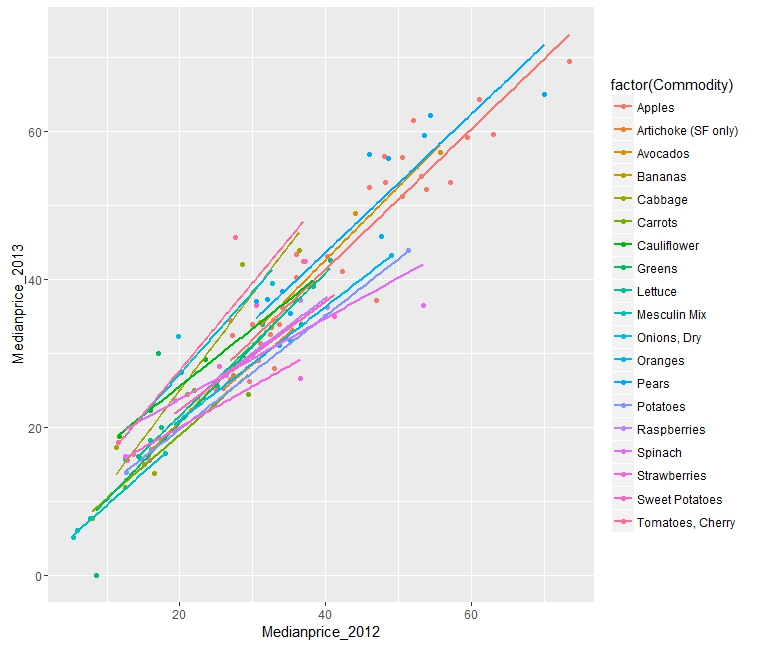 factor(Commodity)
Apples
Artichoke (SF only)
Avocados
Bananas
Cabbage
Carrots
Cauliflower
Greens
Lettuce
Mesculin Mix
Onions, Dry
Oranges
Pears
Potatoes
Raspberries
Spinach
Strawberries
Sweet Potatoes
Tomatoes, Cherry
Medianprice_2013
60
40
20
0
20
40
60
Medianprice_2012